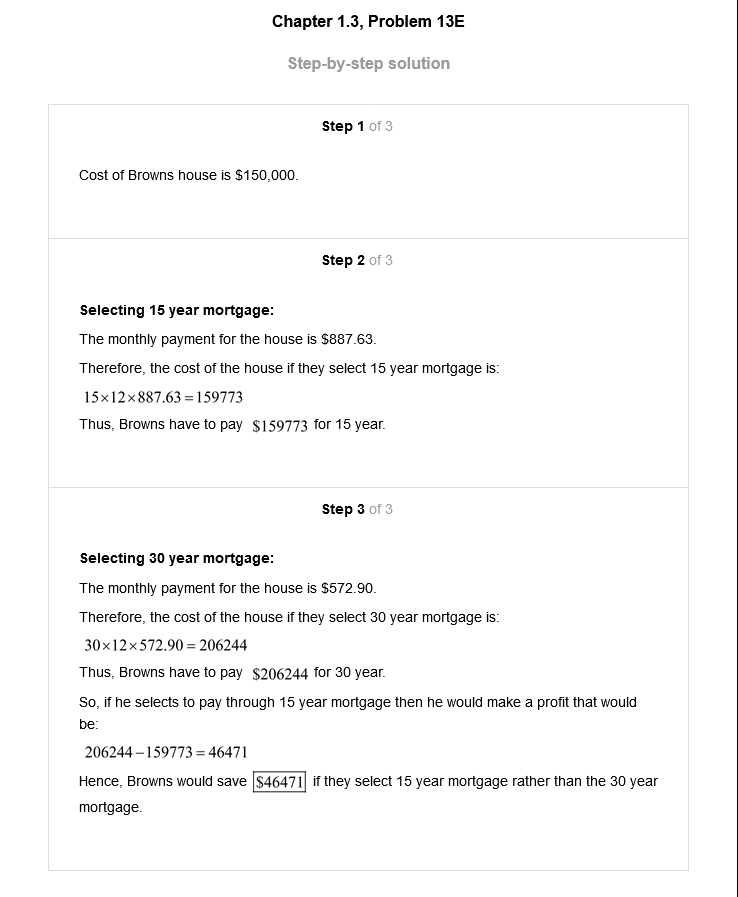 Chapter 1.3, Problem 13E
Step-by-step solution
Step 1 of 3
Cost of Browns house is $150,000.
Step 2 of 3
Selecting 15 year mortgage:
The monthly payment for the house is $887.63.
Therefore, the cost of the house if they select 15 year mortgage is:
15×12×887.63=159773
Thus, Browns have to pay $159773 for 15 year.
Step 3 of 3
Selecting 30 year mortgage:
The monthly payment for the house is $572.90.
Therefore, the cost of the house if they select 30 year mortgage is:
30×12×572.90=206244
Thus, Browns have to pay $206244 for 30 year.
So, if he selects to pay through 15 year mortgage then he would make a profit that would
be:
206244−159773=46471
Hence, Browns would save $46471 if they select 15 year mortgage rather than the 30 year
mortgage.